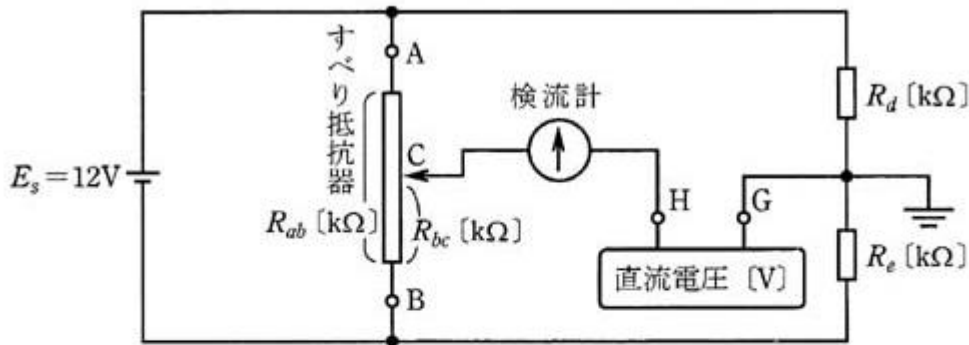 すべり抵抗器
A
検流計
R_d〔kΩ〕
C
E_s＝12V
H
G
R_ab〔kΩ〕
R_bc〔kΩ〕
直流電圧〔V〕
R_e〔kΩ〕
B